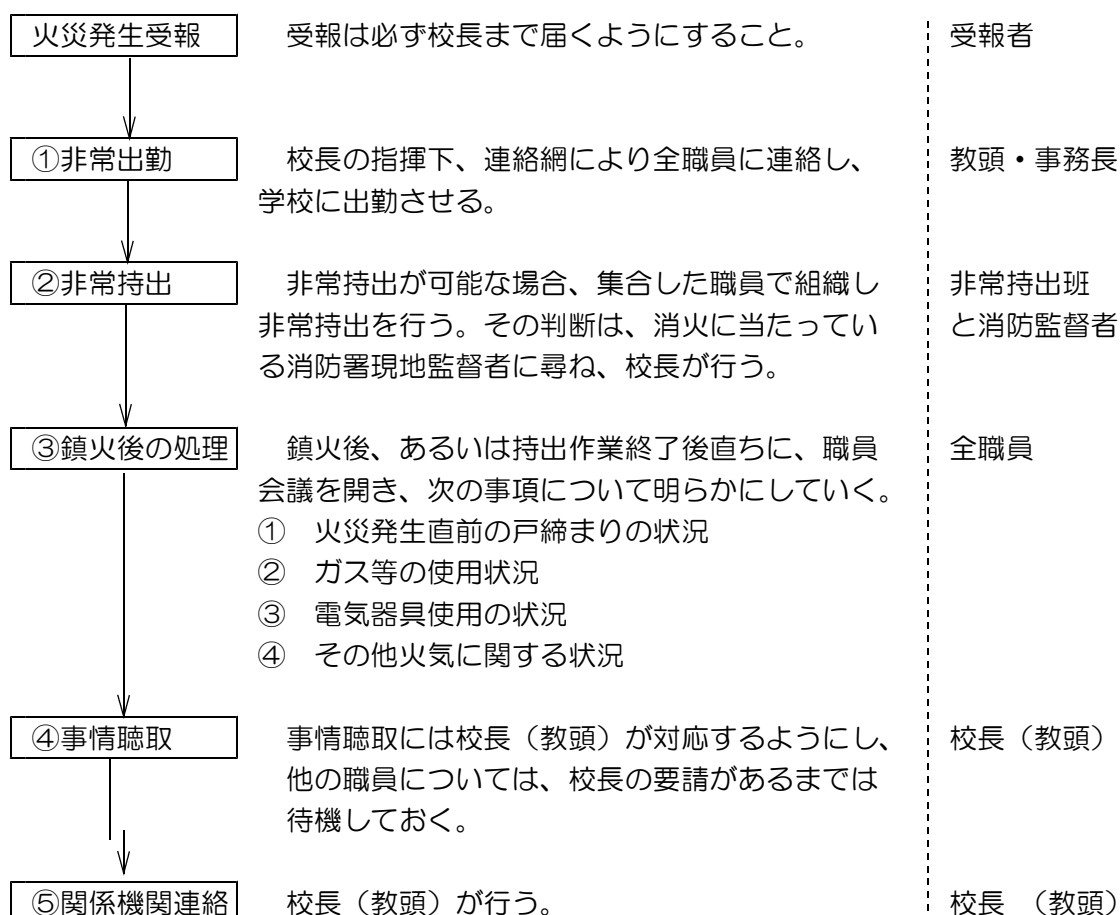 火災発生受報　受報は必ず校長まで届くようにすること。　受報者
①非常出勤　校長の指揮下、連絡網により全職員に連絡し、　教頭・事務長
学校に出勤させる。
②非常持出　非常持出が可能な場合、集合した職員で組織し　非常持出班
非常持出を行う。その判断は、消火に当たってい　と消防監督者
る消防署現地監督者に尋ね、校長が行う。
③鎮火後の処理　鎮火後、あるいは持出作業終了後直ちに、職員　全職員
会議を開き、次の事項について明らかにしていく。
①　火災発生直前の戸締まりの状況
②　ガス等の使用状況
③　電気器具使用の状況
④　その他火気に関する状況
④事情聴取　事情聴取には校長（教頭）が対応するようにし、　校長（教頭）
他の職員については、校長の要請があるまでは
待機しておく。
⑤関係機関連絡　校長（教頭）が行う。　校長　（教頭）